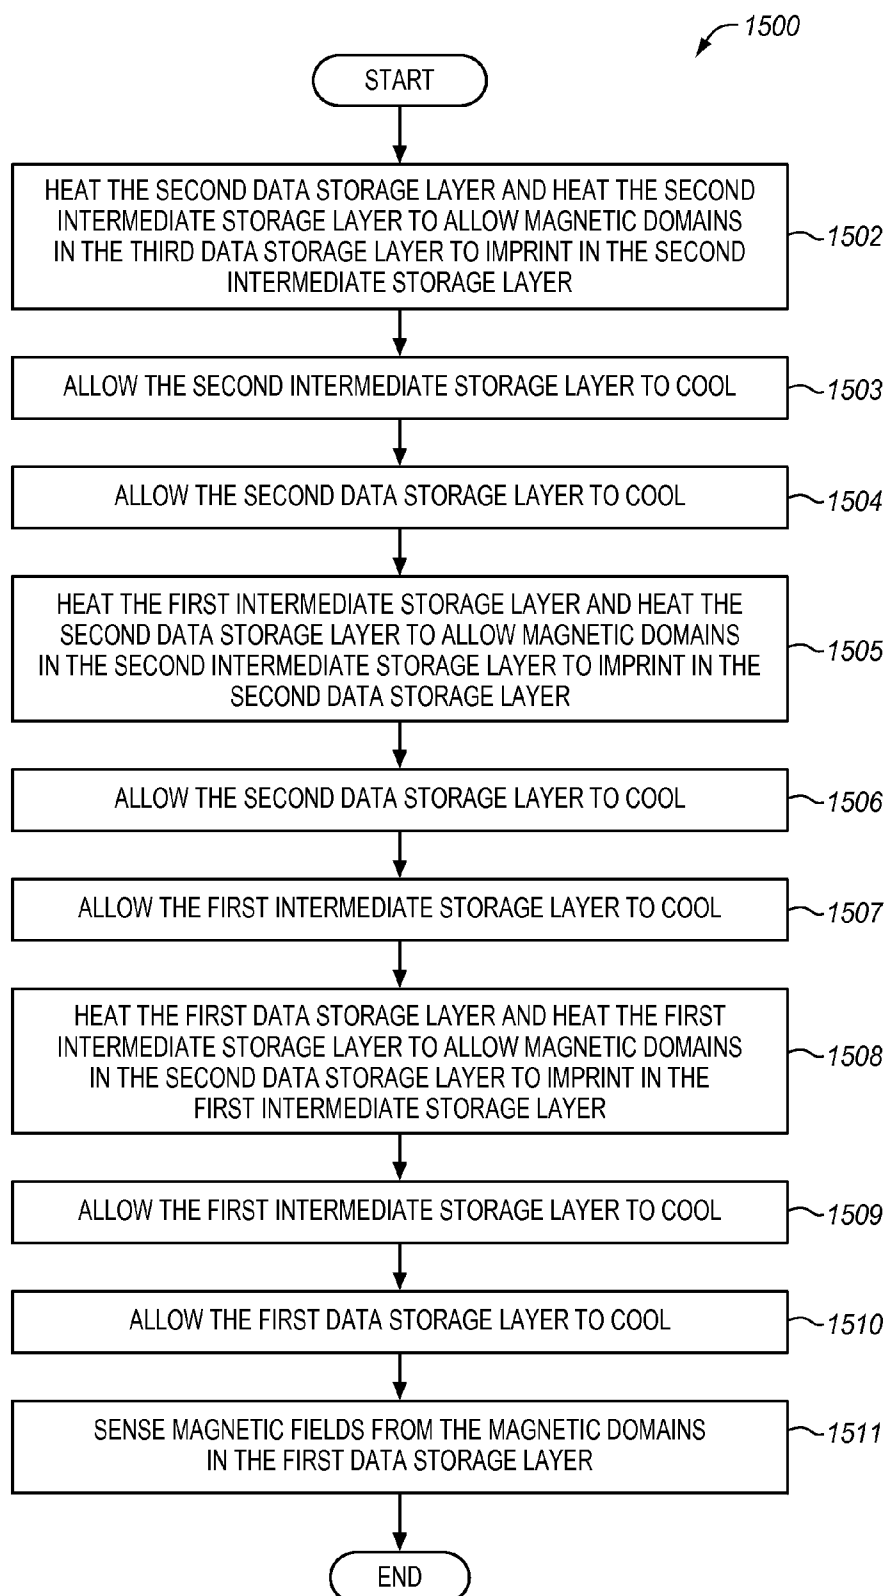 1500
START
HEAT THE SECOND DATA STORAGE LAYER AND HEAT THE SECOND
INTERMEDIATE STORAGE LAYER TO ALLOW MAGNETIC DOMAINS
IN THE THIRD DATA STORAGE LAYER TO IMPRINT IN THE SECOND
INTERMEDIATE STORAGE LAYER
1502
ALLOW THE SECOND INTERMEDIATE STORAGE LAYER TO COOL
1503
ALLOW THE SECOND DATA STORAGE LAYER TO COOL
1504
HEAT THE FIRST INTERMEDIATE STORAGE LAYER AND HEAT THE
SECOND DATA STORAGE LAYER TO ALLOW MAGNETIC DOMAINS
IN THE SECOND INTERMEDIATE STORAGE LAYER TO IMPRINT IN THE
SECOND DATA STORAGE LAYER
1505
ALLOW THE SECOND DATA STORAGE LAYER TO COOL
1506
ALLOW THE FIRST INTERMEDIATE STORAGE LAYER TO COOL
1507
HEAT THE FIRST DATA STORAGE LAYER AND HEAT THE FIRST
INTERMEDIATE STORAGE LAYER TO ALLOW MAGNETIC DOMAINS
IN THE SECOND DATA STORAGE LAYER TO IMPRINT IN THE
FIRST INTERMEDIATE STORAGE LAYER
1508
ALLOW THE FIRST INTERMEDIATE STORAGE LAYER TO COOL
1509
ALLOW THE FIRST DATA STORAGE LAYER TO COOL
1510
SENSE MAGNETIC FIELDS FROM THE MAGNETIC DOMAINS
IN THE FIRST DATA STORAGE LAYER
1511
END